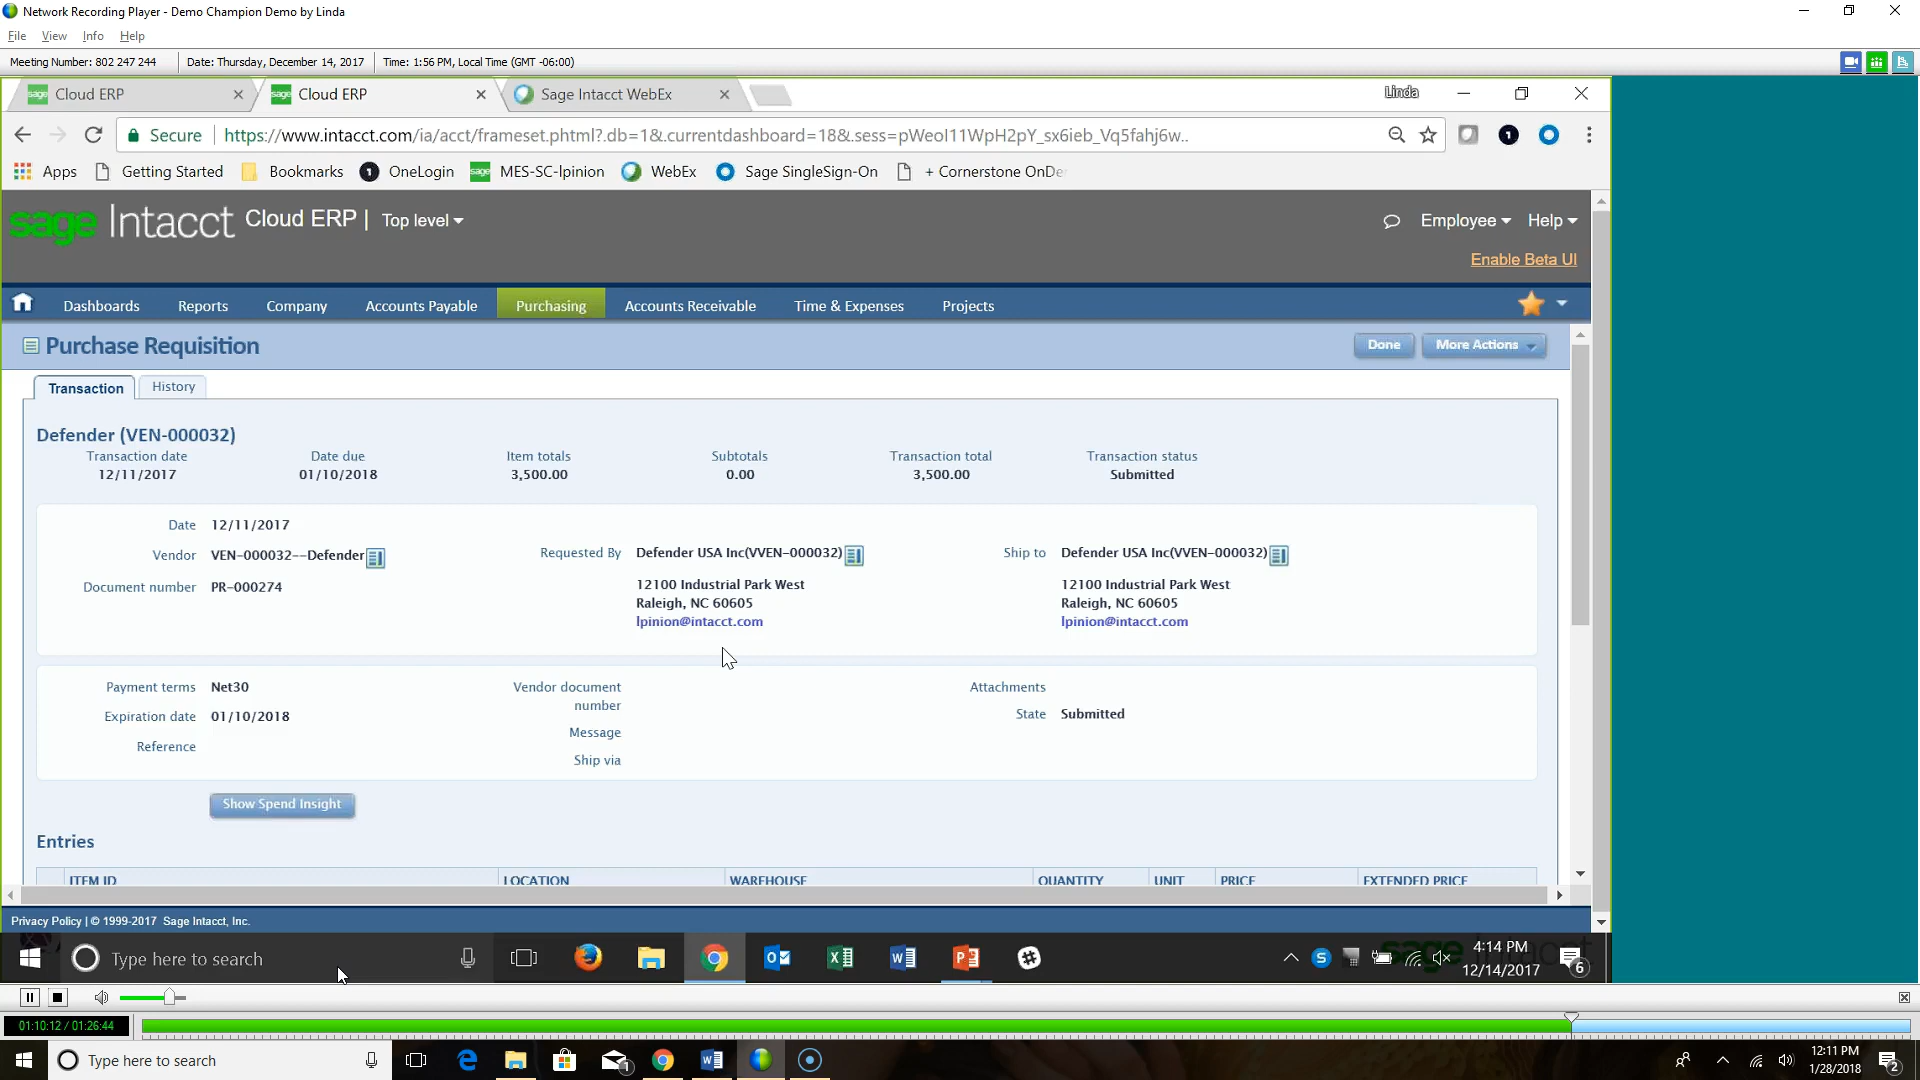 Network Recording Player - Demo Champion Demo by Linda
File View Info Help
Meeting Number: 802 247 244 Date: Thursday, December 14, 2017 Time: 1:56 PM, Local Time (GMT -06:00)
sage Cloud ERP sage Cloud ERP Sage Intacct WebEx Linda
Secure https://www.intacct.com/ia/acct/frameset.phtml?.db=1&.currentdashboard=18&.sess=pWeoI11WpH2pY_sx6ieb_Vq5fahj6w..
Apps Getting Started Bookmarks 1 OneLogin sage MES-SC-lpinion WebEx Sage SingleSign-On + Cornerstone OnDe
sage Intacct Cloud ERP | Top level Employee Help
Enable Beta UI
Dashboards Reports Company Accounts Payable Purchasing Accounts Receivable Time & Expenses Projects
Purchase Requisition Done More Actions
Transaction History
Defender (VEN-000032)
Transaction date Date due Item totals Subtotals Transaction total Transaction status
12/11/2017 01/10/2018 3,500.00 0.00 3,500.00 Submitted
Date 12/11/2017
Vendor VEN-000032--Defender Requested By Defender USA Inc(VVEN-000032) Ship to Defender USA Inc(VVEN-000032)
Document number PR-000274 12100 Industrial Park West 12100 Industrial Park West
Raleigh, NC 60605 Raleigh, NC 60605
lpinion@intacct.com lpinion@intacct.com
Payment terms Net30 Vendor document number Attachments
Expiration date 01/10/2018 State Submitted
Reference Message
Ship via
Show Spend Insight
Entries
ITEM ID LOCATION WAREHOUSE QUANTITY UNIT PRICE EXTENDED PRICE
Privacy Policy | © 1999-2017 Sage Intacct, Inc.
Type here to search 4:14 PM
12/14/2017 6
01:10:12 / 01:26:44
Type here to search 1 12:11 PM
1/28/2018 2